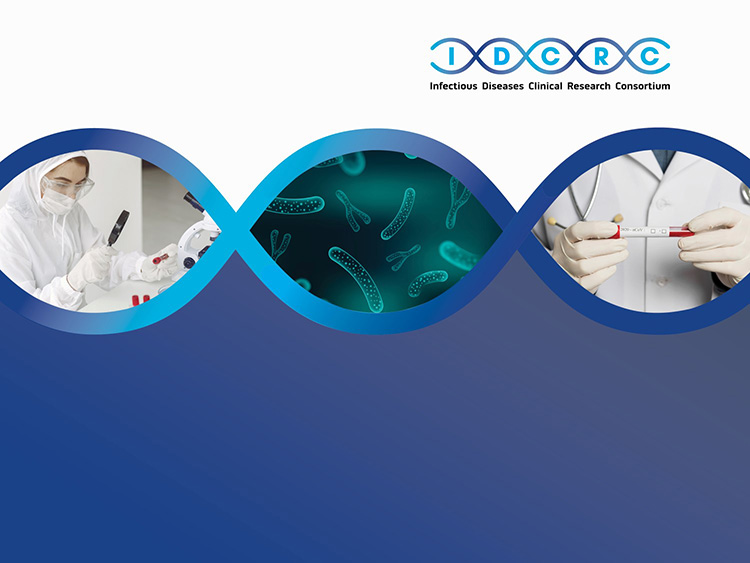 IDCRC
Infectious Diseases Clinical Research Consortium